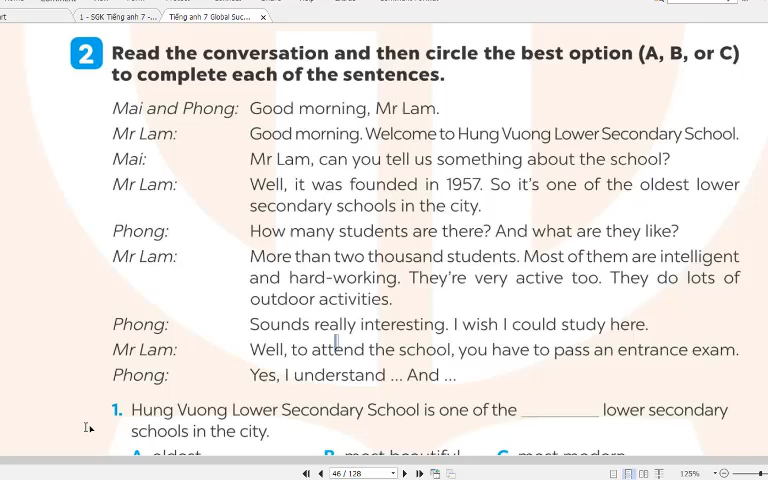 1 - SGK Tiếng anh 7 -...
Tiếng anh 7 Global Suc...
2 Read the conversation and then circle the best option (A, B, or C)
to complete each of the sentences.
Mai and Phong: Good morning, Mr Lam.
Mr Lam: Good morning. Welcome to Hung Vuong Lower Secondary School.
Mai: Mr Lam, can you tell us something about the school?
Mr Lam: Well, it was founded in 1957. So it's one of the oldest lower
secondary schools in the city.
Phong: How many students are there? And what are they like?
Mr Lam: More than two thousand students. Most of them are intelligent
and hard-working. They're very active too. They do lots of
outdoor activities.
Phong: Sounds really interesting. I wish I could study here.
Mr Lam: Well, to attend the school, you have to pass an entrance exam.
Phong: Yes, I understand ... And ...
1. Hung Vuong Lower Secondary School is one of the ________ lower secondary
schools in the city.
A. oldest B. most beautiful C. most modern
46 / 128
125%